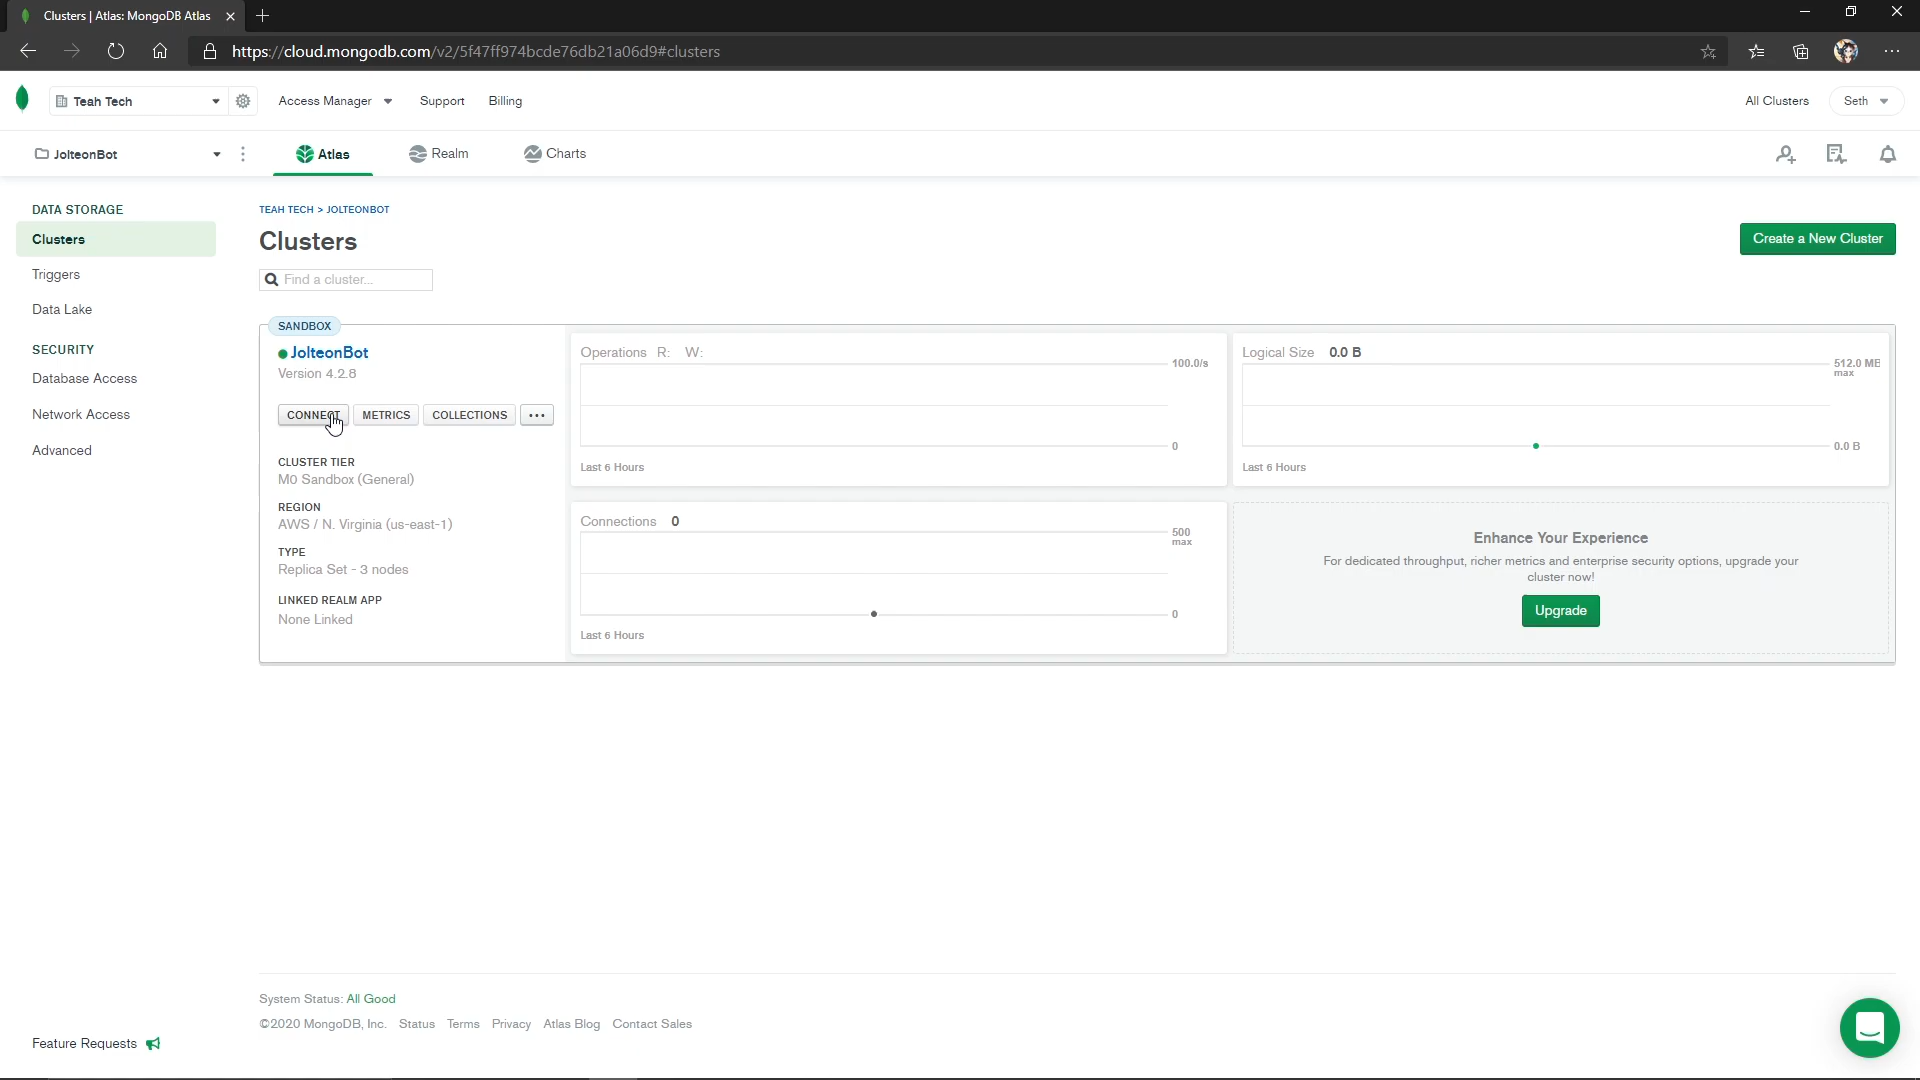 Clusters | Atlas: MongoDB Atlas
https://cloud.mongodb.com/v2/5f47ff974bcde76db21a06d9#clusters
Teah Tech
Access Manager
Support
Billing
All Clusters
Seth
JolteonBot
Atlas
Realm
Charts
DATA STORAGE
Clusters
Triggers
Data Lake
SECURITY
Database Access
Network Access
Advanced
TEAH TECH > JOLTEONBOT
Clusters
Create a New Cluster
Find a cluster...
SANDBOX
JolteonBot
Version 4.2.8
CONNECT
METRICS
COLLECTIONS
CLUSTER TIER
M0 Sandbox (General)
REGION
AWS / N. Virginia (us-east-1)
TYPE
Replica Set - 3 nodes
LINKED REALM APP
None Linked
Operations R: W:
100.0/s
0
Last 6 Hours
Logical Size 0.0 B
512.0 MB
max
0.0 B
Last 6 Hours
Connections 0
500
max
0
Last 6 Hours
Enhance Your Experience
For dedicated throughput, richer metrics and enterprise security options, upgrade your
cluster now!
Upgrade
System Status: All Good
©2020 MongoDB, Inc. Status Terms Privacy Atlas Blog Contact Sales
Feature Requests